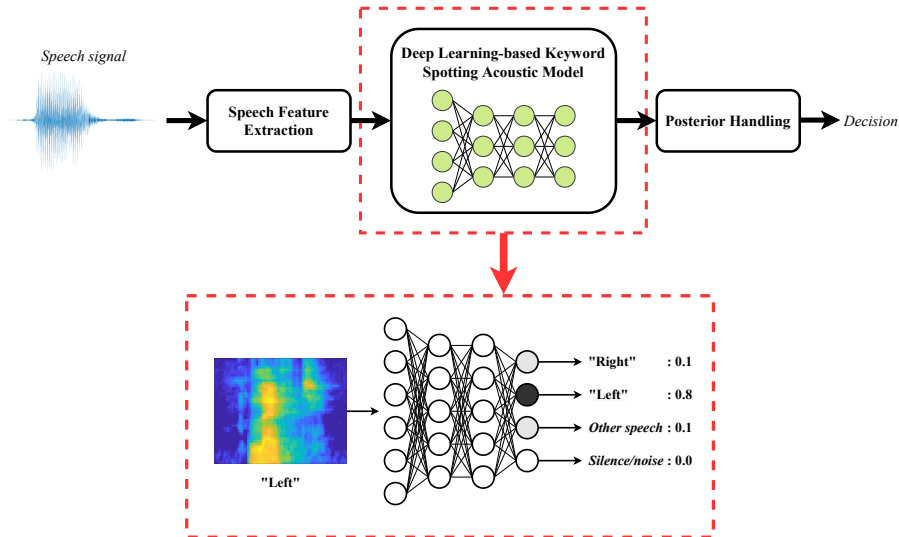 Speech signal
Deep Learning-based Keyword
Spotting Acoustic Model
Speech Feature
Extraction
Posterior Handling
Decision
"Right" : 0.1
"Left" : 0.8
Other speech : 0.1
Silence/noise : 0.0
"Left"